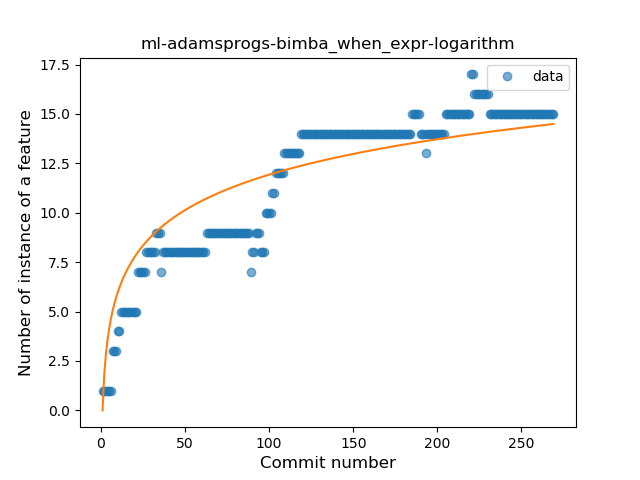 ml-adamsprogs-bimba_when_expr-logarithm
data
Number of instance of a feature
17.5
15.0
12.5
10.0
7.5
5.0
2.5
0.0
0 50 100 150 200 250
Commit number